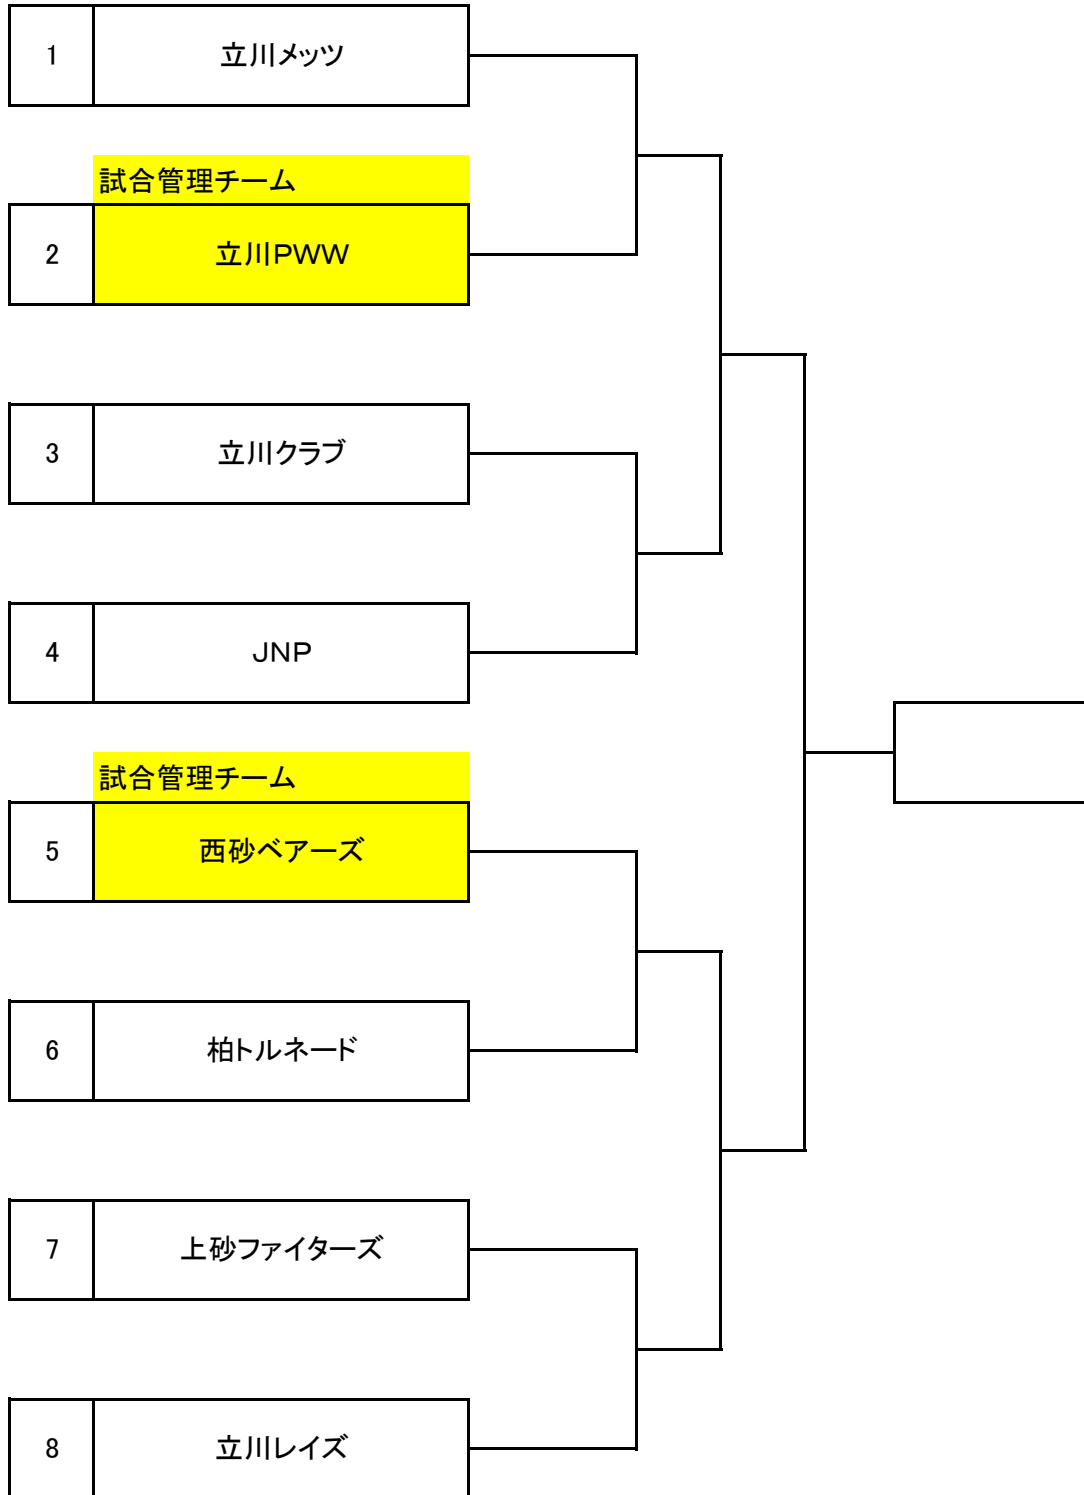 1 立川メッツ
試合管理チーム
2 立川PWW
3 立川クラブ
4 JNP
試合管理チーム
5 西砂ベアーズ
6 柏トルネード
7 上砂ファイターズ
8 立川レイズ